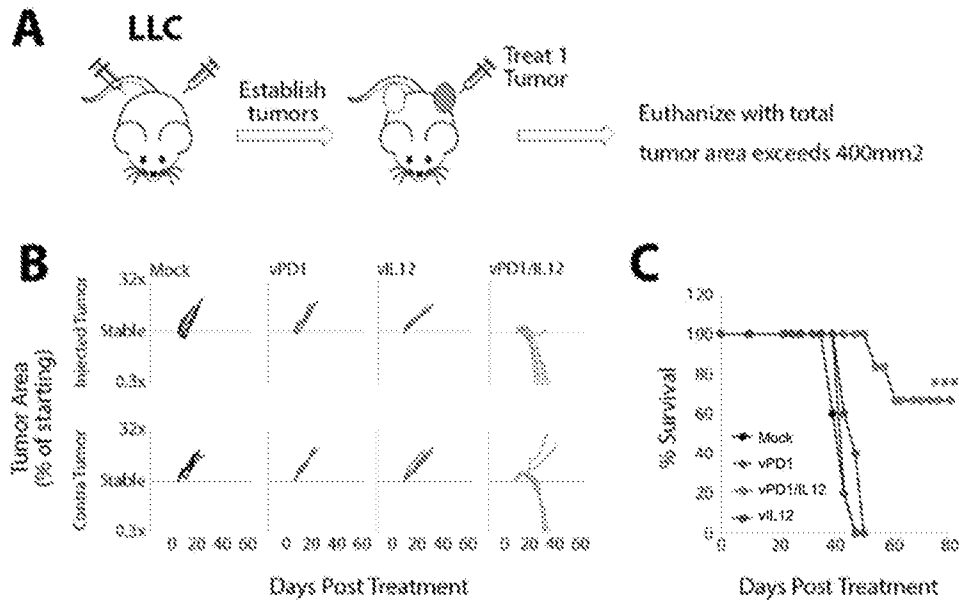 A
LLC
Establish
tumors
Treat 1
Tumor
Euthanize with total
tumor area exceeds 400mm2
B
Mock
vPD1
vIL12
vPD1/IL12
Tumor Area
(% of starting)
Injected Tumor
32x
Stable
0.3x
Contra Tumor
32x
Stable
0.3x
0 20 40 60
0 20 40 60
0 20 40 60
0 20 40 60
Days Post Treatment
C
% Survival
120
100
80
60
40
20
0
***
Mock
vPD1
vPD1/IL12
vIL12
0 20 40 60 80
Days Post Treatment